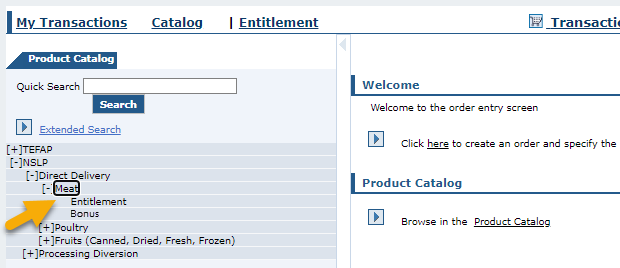 My Transactions Catalog | Entitlement Transactio
Product Catalog
Quick Search
Search
Extended Search
[+]TEFAP
[-]NSLP
[-]Direct Delivery
[-]Meat
Entitlement
Bonus
[+]Poultry
[+]Fruits (Canned, Dried, Fresh, Frozen)
[+]Processing Diversion
Welcome
Welcome to the order entry screen
Click here to create an order and specify the
Product Catalog
Browse in the Product Catalog